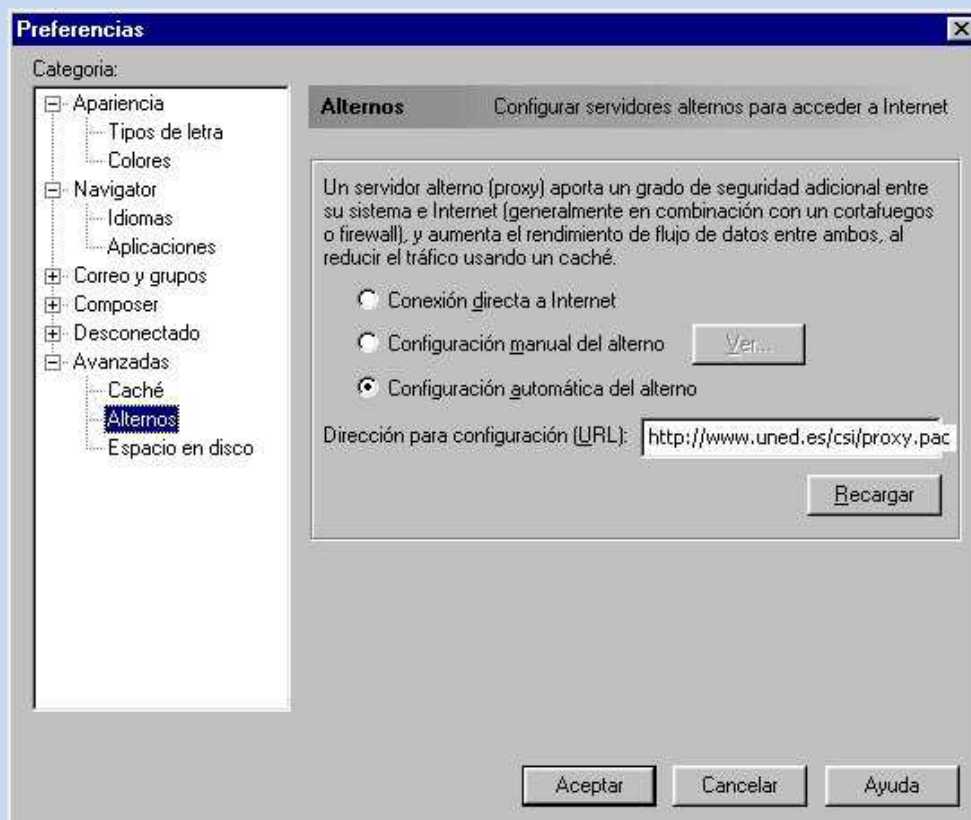 Preferencias
Categoria:
Apariencia
Tipos de letra
Colores
Navigator
Idiomas
Aplicaciones
Correo y grupos
Composer
Desconectado
Avanzadas
Caché
Alternos
Espacio en disco
Alternos Configurar servidores alternos para acceder a Internet
Un servidor alterno (proxy) aporta un grado de seguridad adicional entre
su sistema e Internet (generalmente en combinación con un cortafuegos
o firewall), y aumenta el rendimiento de flujo de datos entre ambos, al
reducir el tráfico usando un caché.
Conexión directa a Internet
Configuración manual del alterno Ver...
Configuración automática del alterno
Dirección para configuración (URL): http://www.uned.es/csi/proxy.pac
Recargar
Aceptar Cancelar Ayuda